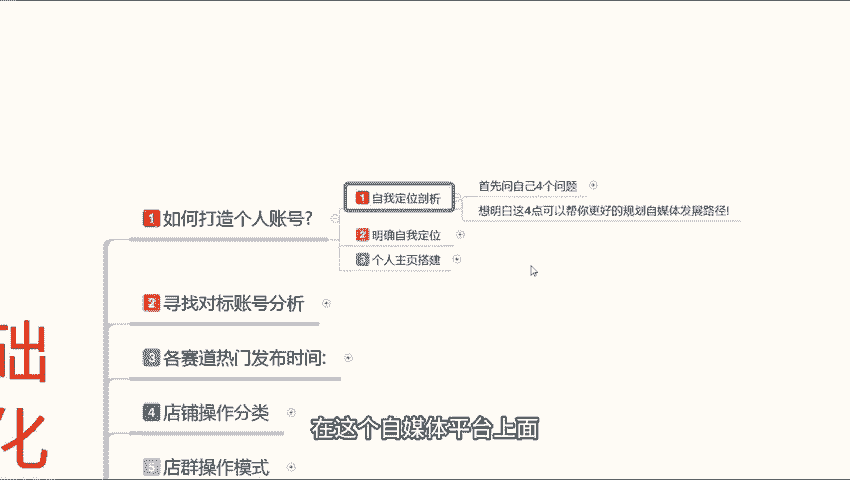 首先问自己4个问题
1 自我定位剖析
想明白这4点可以帮你更好的规划自媒体发展路径!
1 如何打造个人账号?
2 明确自我定位
3 个人主页搭建
2 寻找对标账号分析
础
3 各赛道热门发布时间:
4 店铺操作分类
化
在这个自媒体平台上面
5 店群操作模式